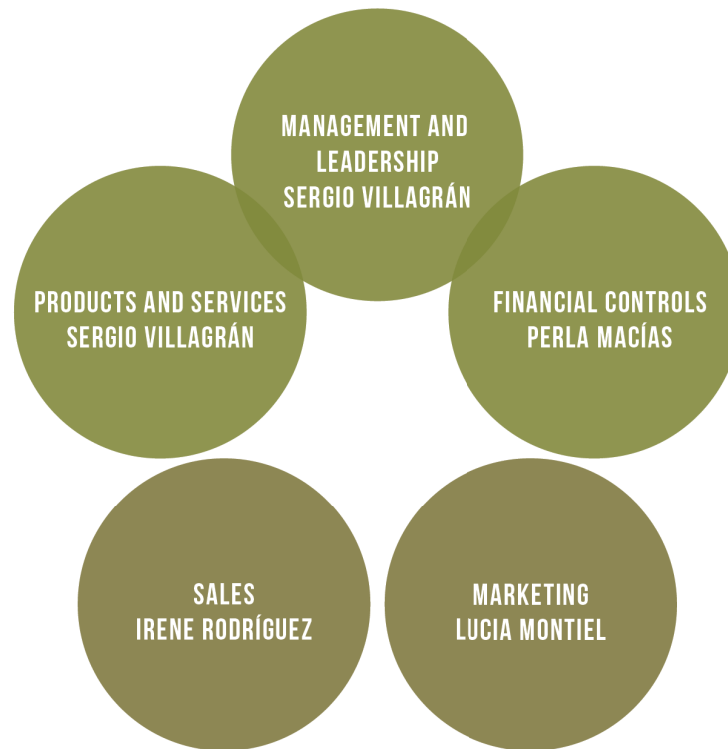 MANAGEMENT AND
LEADERSHIP
SERGIO VILLAGRÁN
PRODUCTS AND SERVICES
SERGIO VILLAGRÁN
FINANCIAL CONTROLS
PERLA MACÍAS
SALES
IRENE RODRÍGUEZ
MARKETING
LUCIA MONTIEL